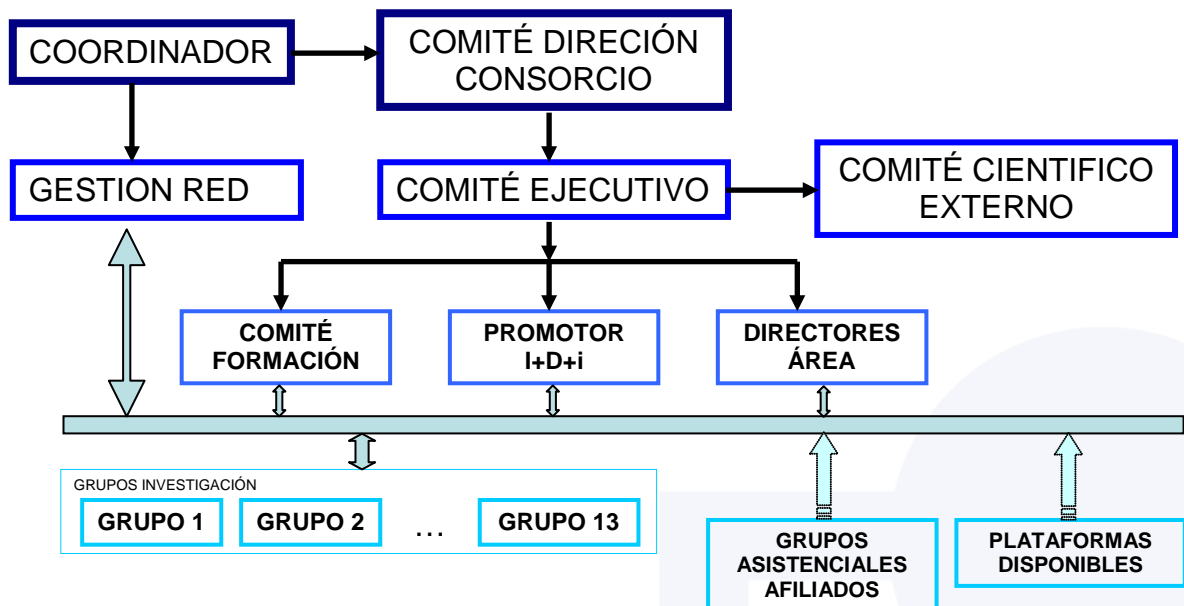 COORDINADOR
COMITÉ DIRECIÓN
CONSORCIO
GESTION RED
COMITÉ EJECUTIVO
COMITÉ CIENTIFICO
EXTERNO
COMITÉ
FORMACIÓN
PROMOTOR
I+D+i
DIRECTORES
ÁREA
GRUPOS INVESTIGACIÓN
GRUPO 1
GRUPO 2
...
GRUPO 13
GRUPOS
ASISTENCIALES
AFILIADOS
PLATAFORMAS
DISPONIBLES